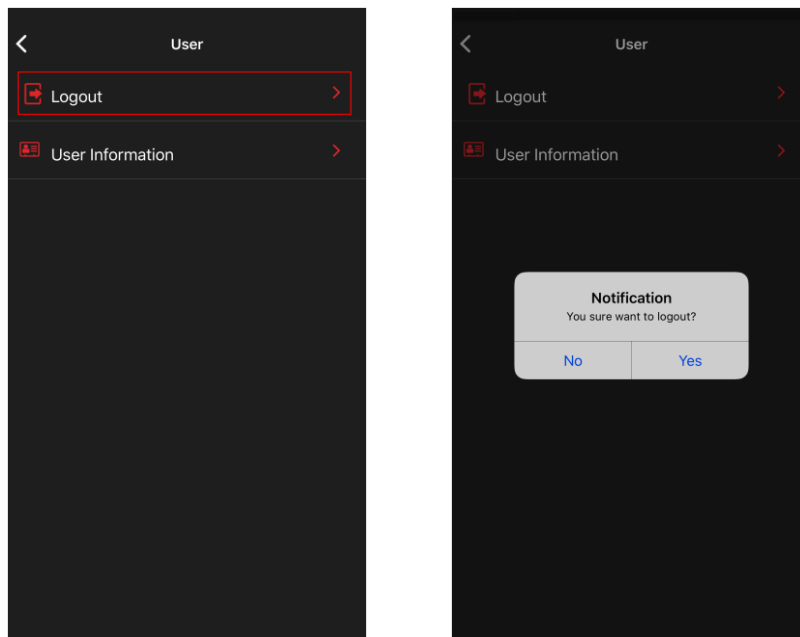 User
Logout
User Information
User
Logout
User Information
Notification
You sure want to logout?
No
Yes